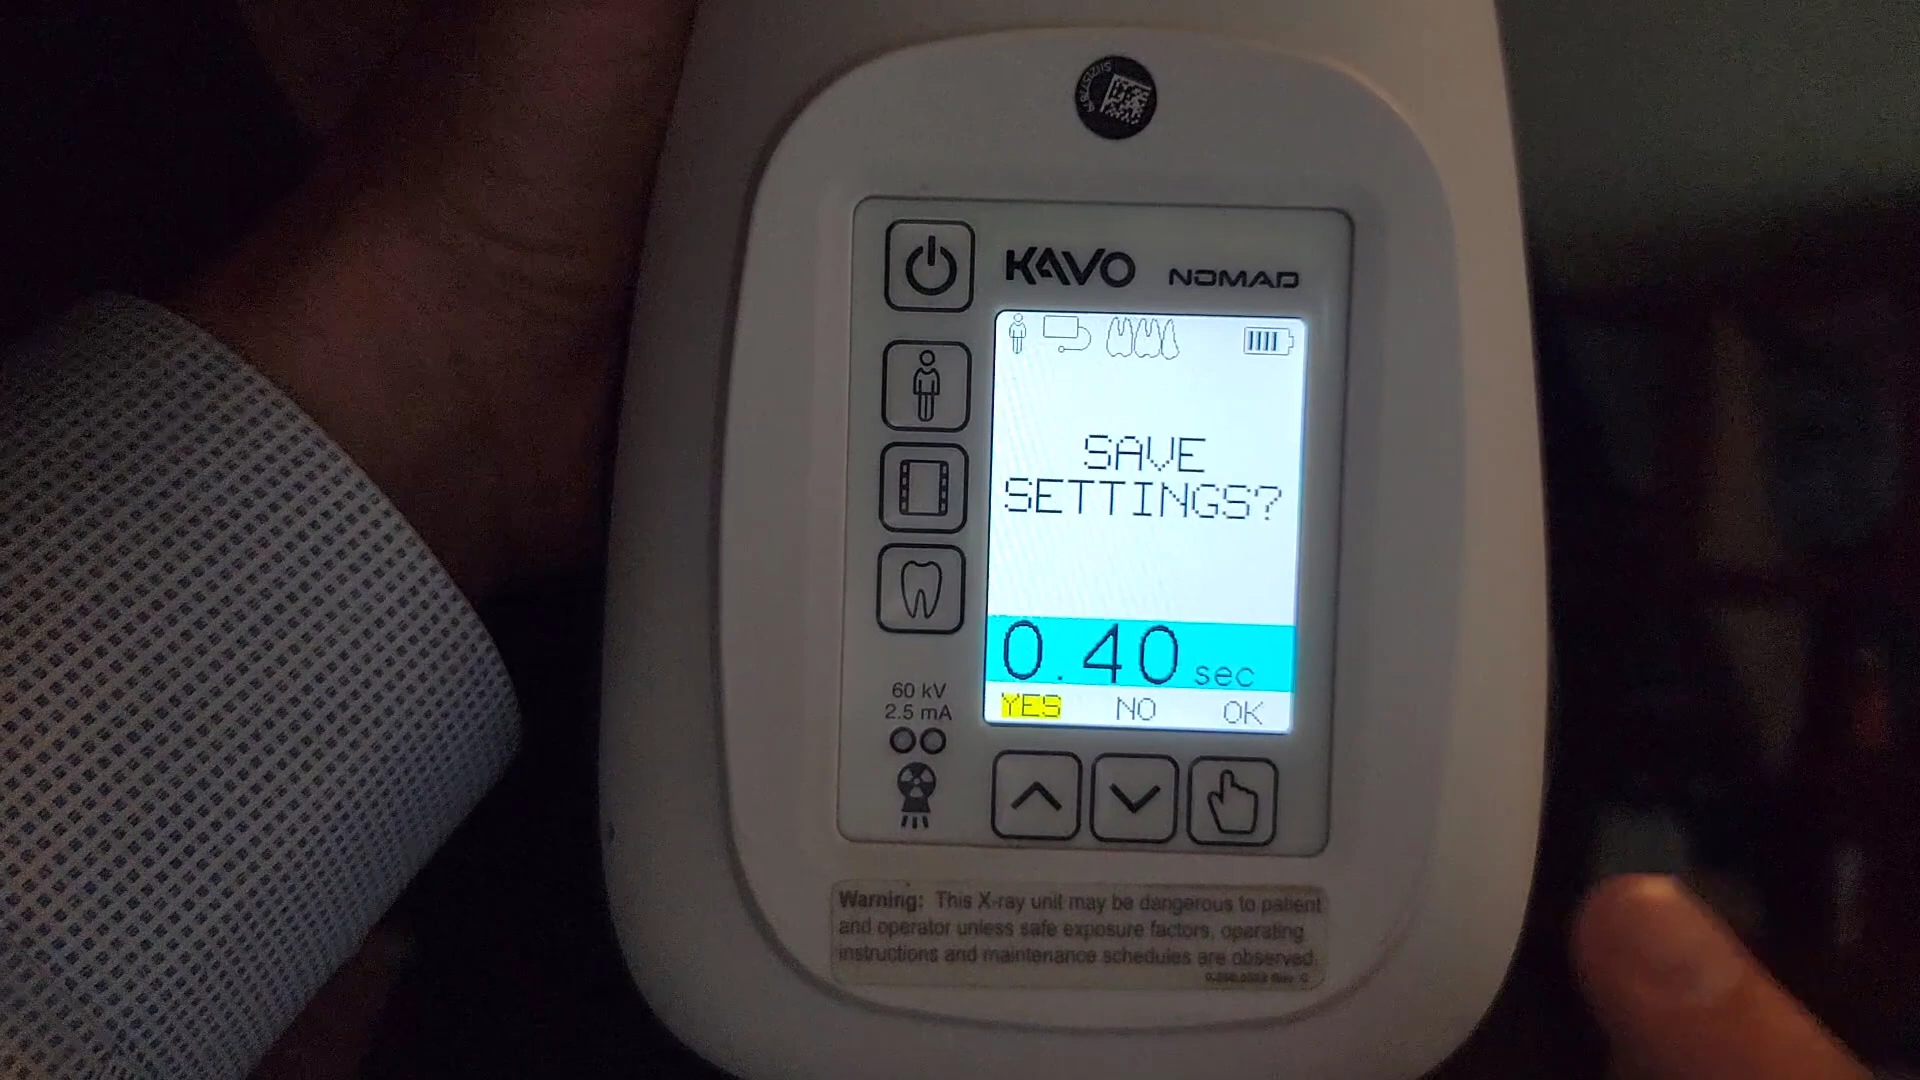 KAVO NOMAD
SAVE
SETTINGS?
0.40 sec
YES NO OK
60 kV
2.5 mA
Warning: This X-ray unit may be dangerous to patient
and operator unless safe exposure factors, operating
instructions and maintenance schedules are observed.